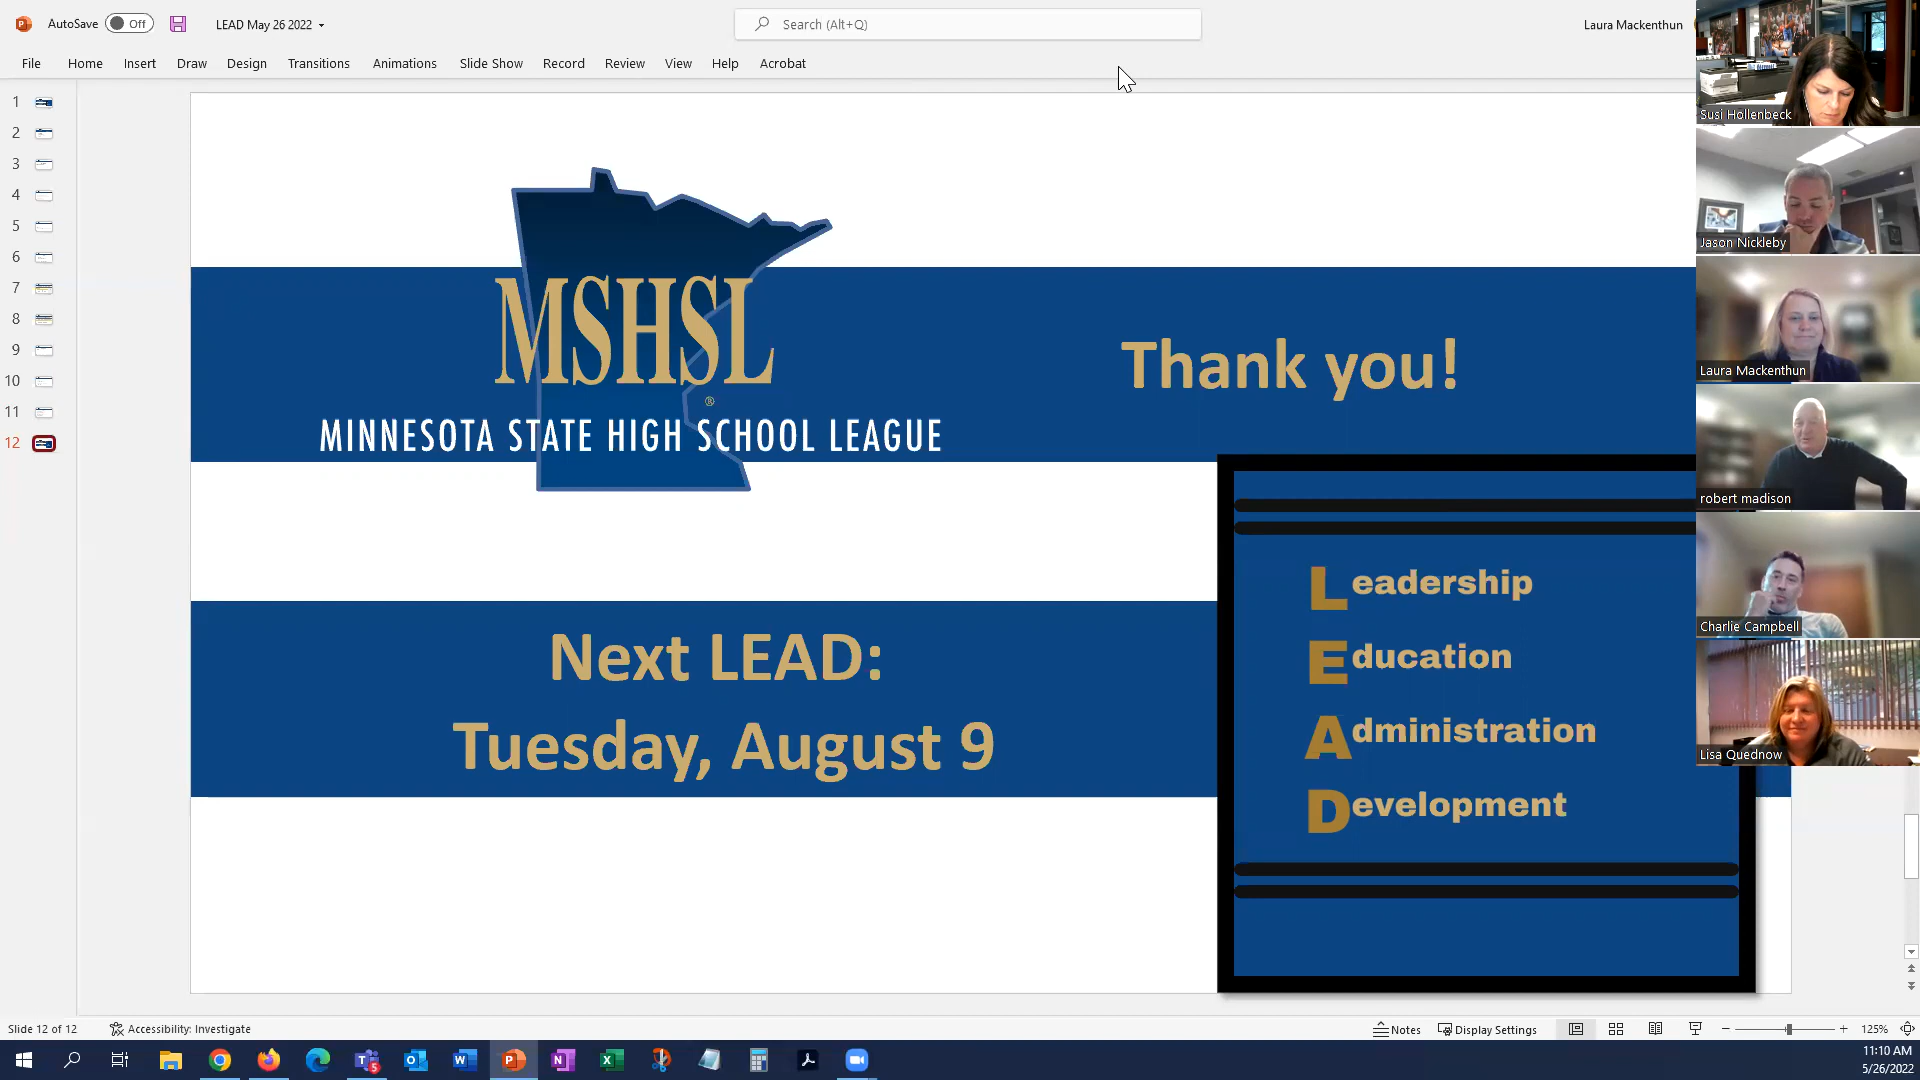 AutoSave Off LEAD May 26 2022 Search (Alt+Q) Laura Mackenthun
File Home Insert Draw Design Transitions Animations Slide Show Record Review View Help Acrobat
1
2
3
4
5
6
7
8
9
10
11
12
MSHSL
®
MINNESOTA STATE HIGH SCHOOL LEAGUE
Thank you!
Next LEAD:
Tuesday, August 9
Leadership
Education
Administration
Development
Susi Hollenbeck
Jason Nickleby
Laura Mackenthun
robert madison
Charlie Campbell
Lisa Quednow
Slide 12 of 12 Accessibility: Investigate Notes Display Settings 125%
11:10 AM
5/26/2022